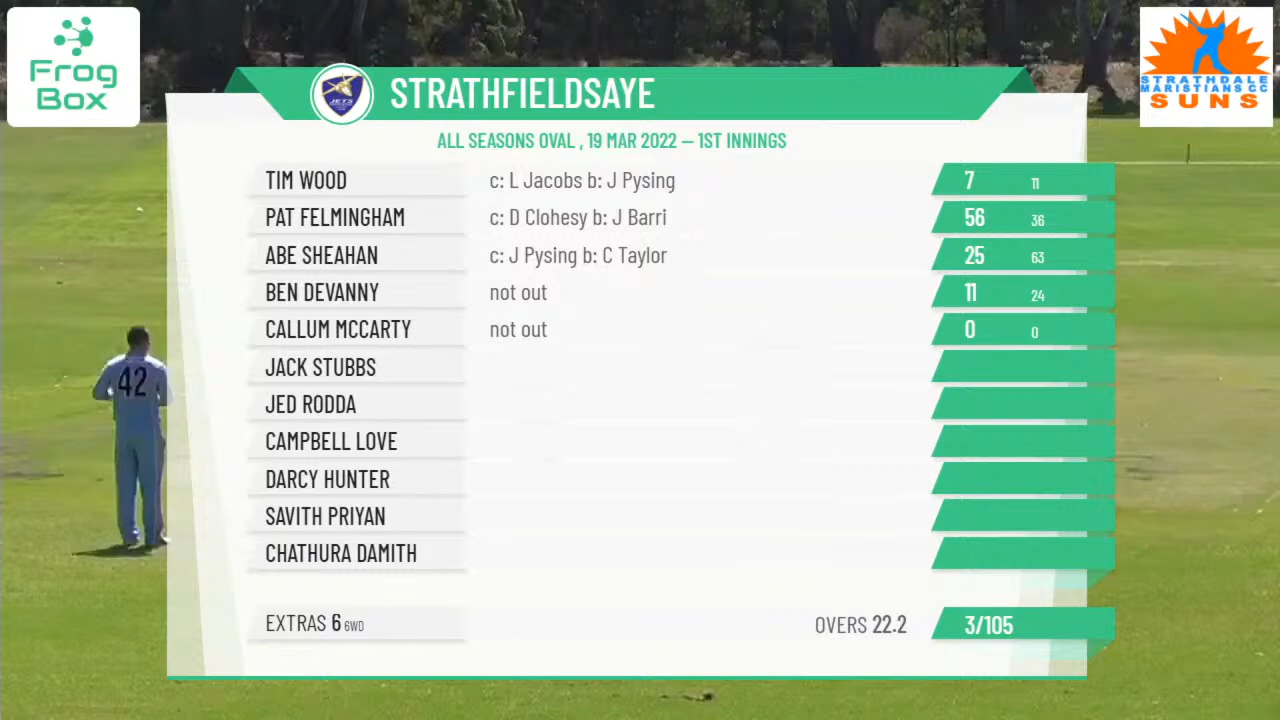 Frog
Box
STRATHFIELDSAYE
JETS
STRATHDALE
MARISTIANS CC
SUNS
ALL SEASONS OVAL , 19 MAR 2022 – 1ST INNINGS
TIM WOOD c: L Jacobs b: J Pysing 7 11
PAT FELMINGHAM c: D Clohesy b: J Barri 56 36
ABE SHEAHAN c: J Pysing b: C Taylor 25 63
BEN DEVANNY not out 11 24
CALLUM MCCARTY not out 0 0
JACK STUBBS
JED RODDA
CAMPBELL LOVE
DARCY HUNTER
SAVITH PRIYAN
CHATHURA DAMITH
42
EXTRAS 6 6WD OVERS 22.2 3/105